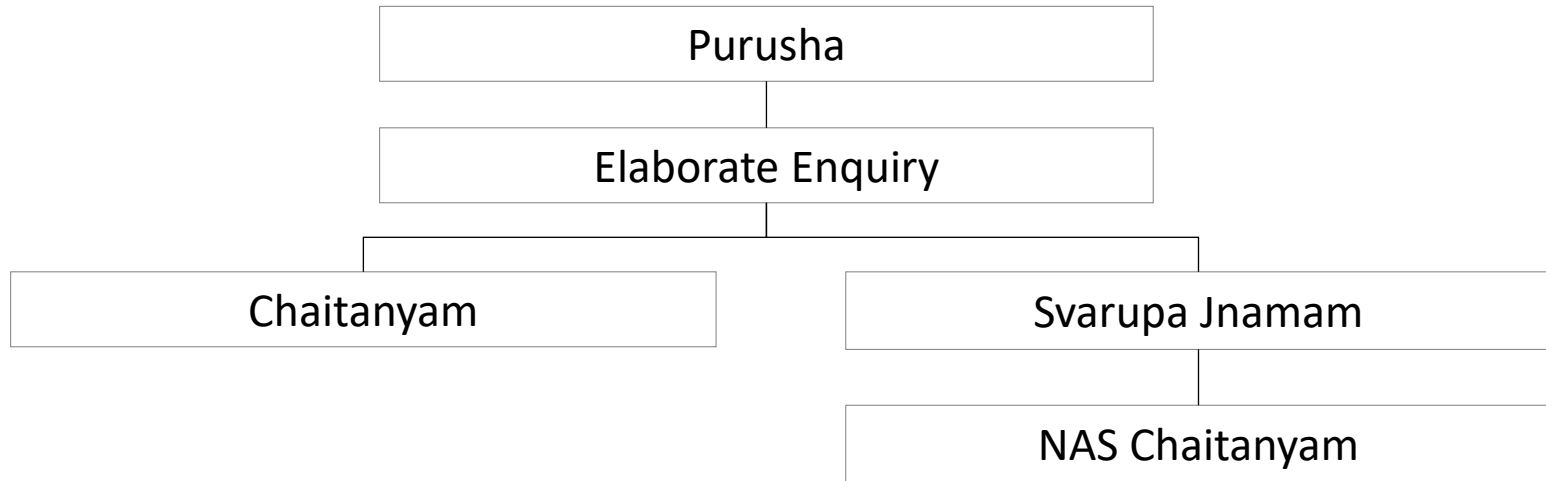 Purusha
Elaborate Enquiry
Chaitanyam
Svarupa Jnamam
NAS Chaitanyam